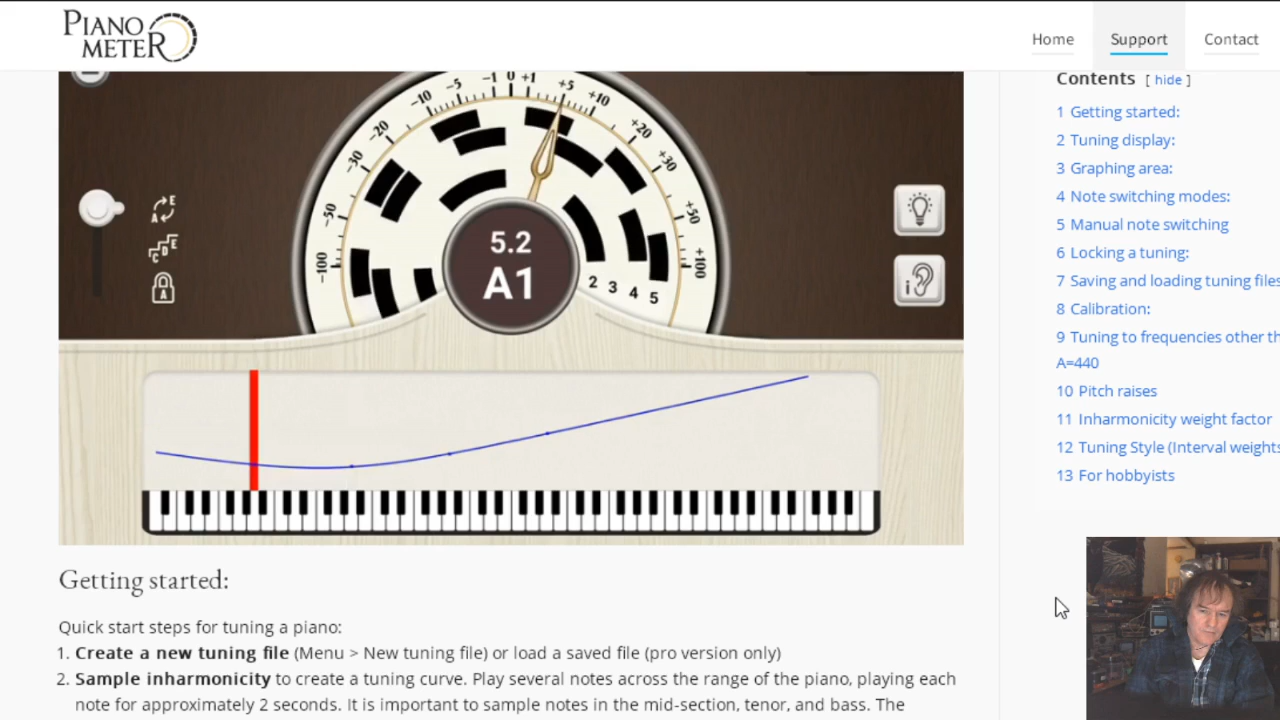 PIANO
METER
Home
Support
Contact
-100
-50
-30
-20
-10
-5
-1
0
+1
+5
+10
+20
+30
+50
+100
A E
C D E
A
i
5.2
A1
2 3 4 5
Getting started:
Quick start steps for tuning a piano:
1. Create a new tuning file (Menu > New tuning file) or load a saved file (pro version only)
2. Sample inharmonicity to create a tuning curve. Play several notes across the range of the piano, playing each
note for approximately 2 seconds. It is important to sample notes in the mid-section, tenor, and bass. The
Contents [ hide ]
1 Getting started:
2 Tuning display:
3 Graphing area:
4 Note switching modes:
5 Manual note switching
6 Locking a tuning:
7 Saving and loading tuning files
8 Calibration:
9 Tuning to frequencies other th
A=440
10 Pitch raises
11 Inharmonicity weight factor
12 Tuning Style (Interval weights
13 For hobbyists